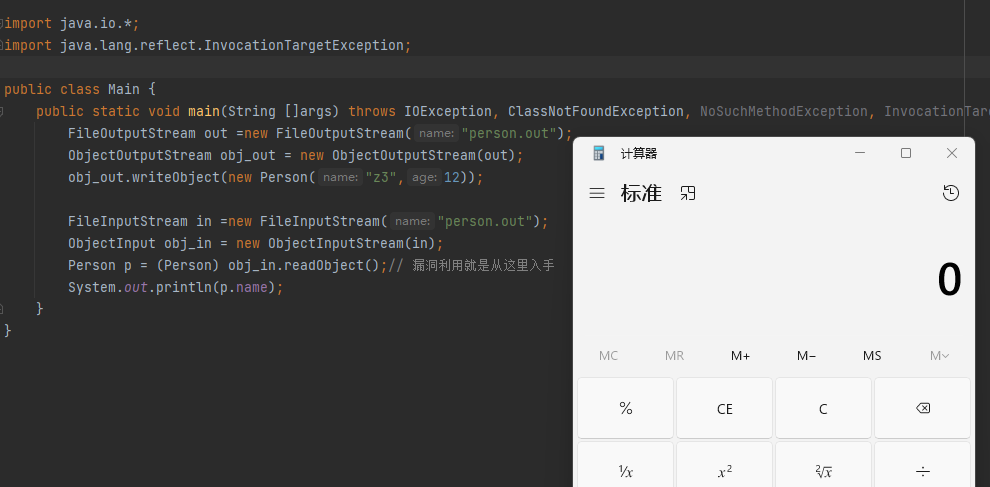 import java.io.*;
import java.lang.reflect.InvocationTargetException;
public class Main {
public static void main(String []args) throws IOException, ClassNotFoundException, NoSuchMethodException, InvocationTar
FileOutputStream out =new FileOutputStream( name: "person.out");
ObjectOutputStream obj_out = new ObjectOutputStream(out);
obj_out.writeObject(new Person( name: "z3", age: 12));
FileInputStream in =new FileInputStream( name: "person.out");
ObjectInput obj_in = new ObjectInputStream(in);
Person p = (Person) obj_in.readObject();// 漏洞利用就是从这里入手
System.out.println(p.name);
}
}
计算器
标准
0
MC MR M+ M− MS M
% CE C
¹/x x² ²√x ÷